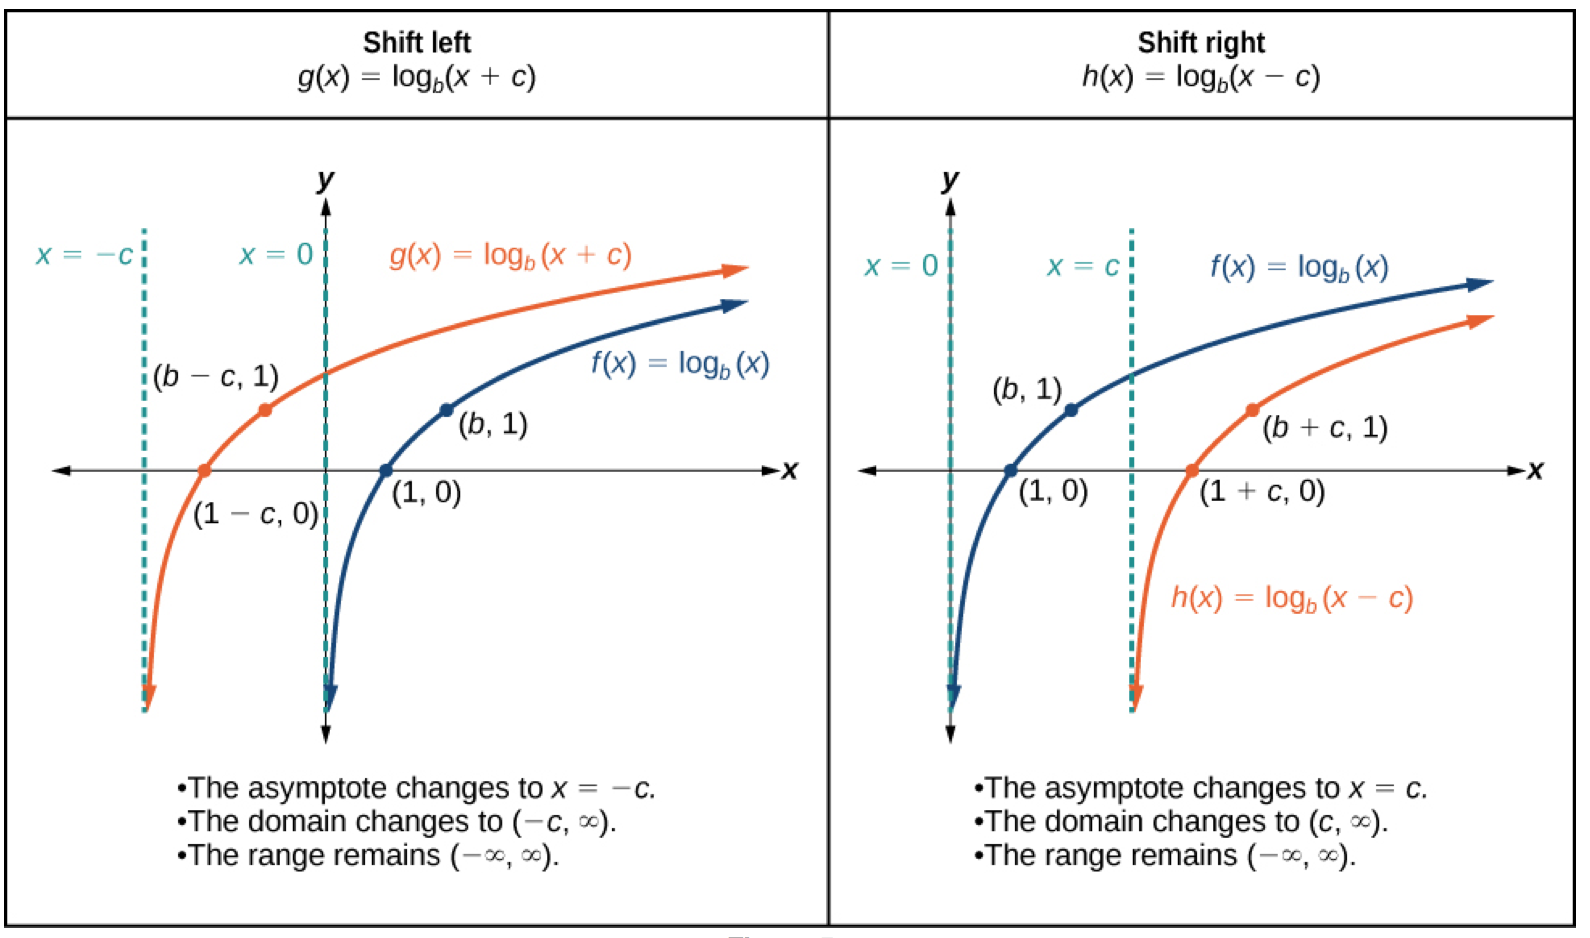 Shift left
g(x) = log_b(x + c)
y
x = −c
x = 0
g(x) = log_b(x + c)
f(x) = log_b(x)
(b − c, 1)
(b, 1)
x
(1 − c, 0)
(1, 0)
•The asymptote changes to x = −c.
•The domain changes to (−c, ∞).
•The range remains (−∞, ∞).
Shift right
h(x) = log_b(x − c)
y
x = 0
x = c
f(x) = log_b(x)
(b, 1)
(b + c, 1)
x
(1, 0)
(1 + c, 0)
h(x) = log_b(x − c)
•The asymptote changes to x = c.
•The domain changes to (c, ∞).
•The range remains (−∞, ∞).